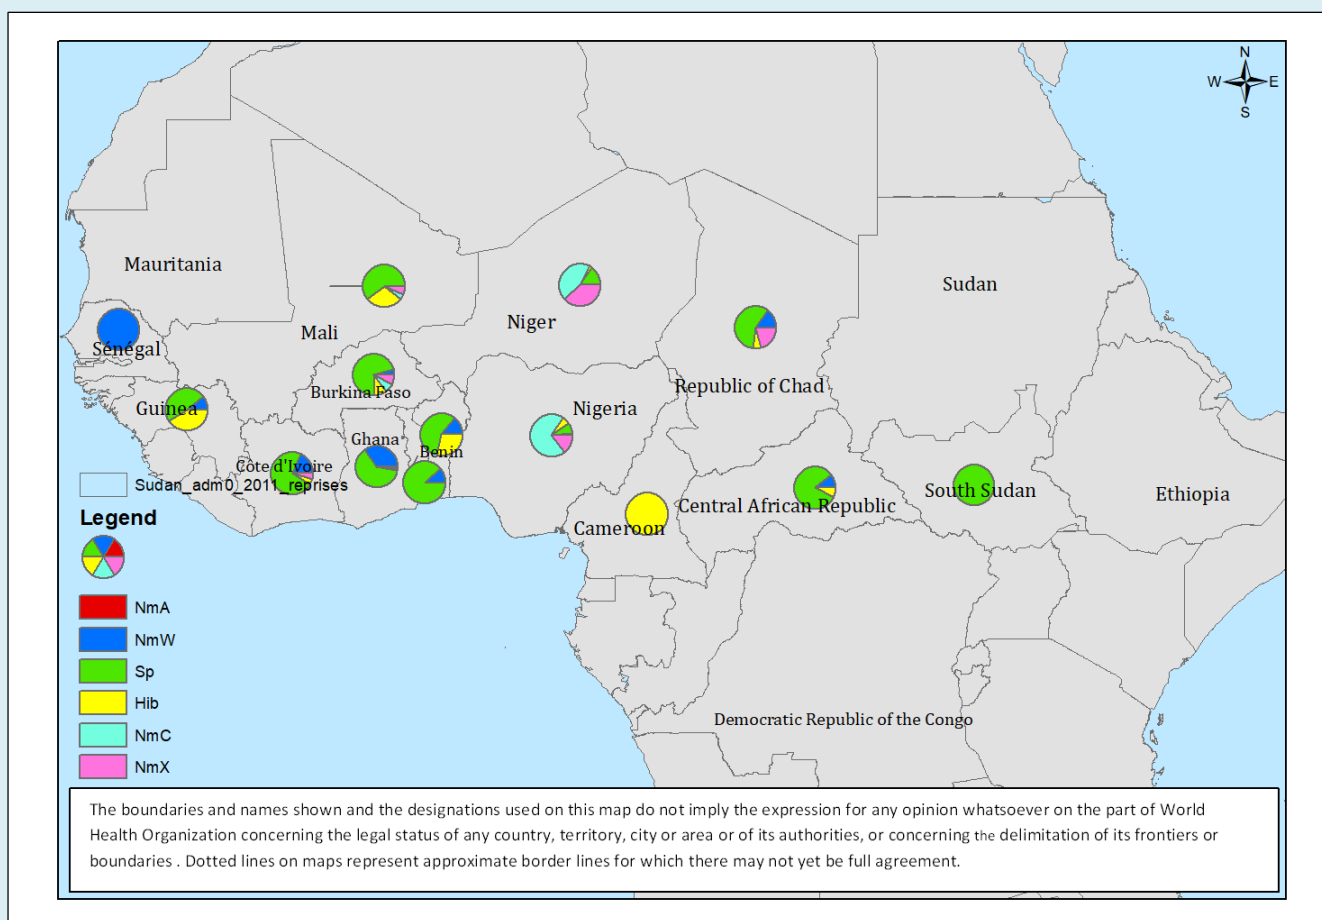 N
W E
S
Mauritania
Sudan
Niger
Mali
Sénégal
Republic of Chad
Burkina Faso
Guinea
Nigeria
Ghana
Benin
Côte d'Ivoire
Sudan_adm0_2011_reprises
South Sudan
Ethiopia
Central African Republic
Cameroon
Legend
NmA
NmW
Sp
Hib
NmC
NmX
Democratic Republic of the Congo
The boundaries and names shown and the designations used on this map do not imply the expression for any opinion whatsoever on the part of World
Health Organization concerning the legal status of any country, territory, city or area or of its authorities, or concerning the delimitation of its frontiers or
boundaries . Dotted lines on maps represent approximate border lines for which there may not yet be full agreement.